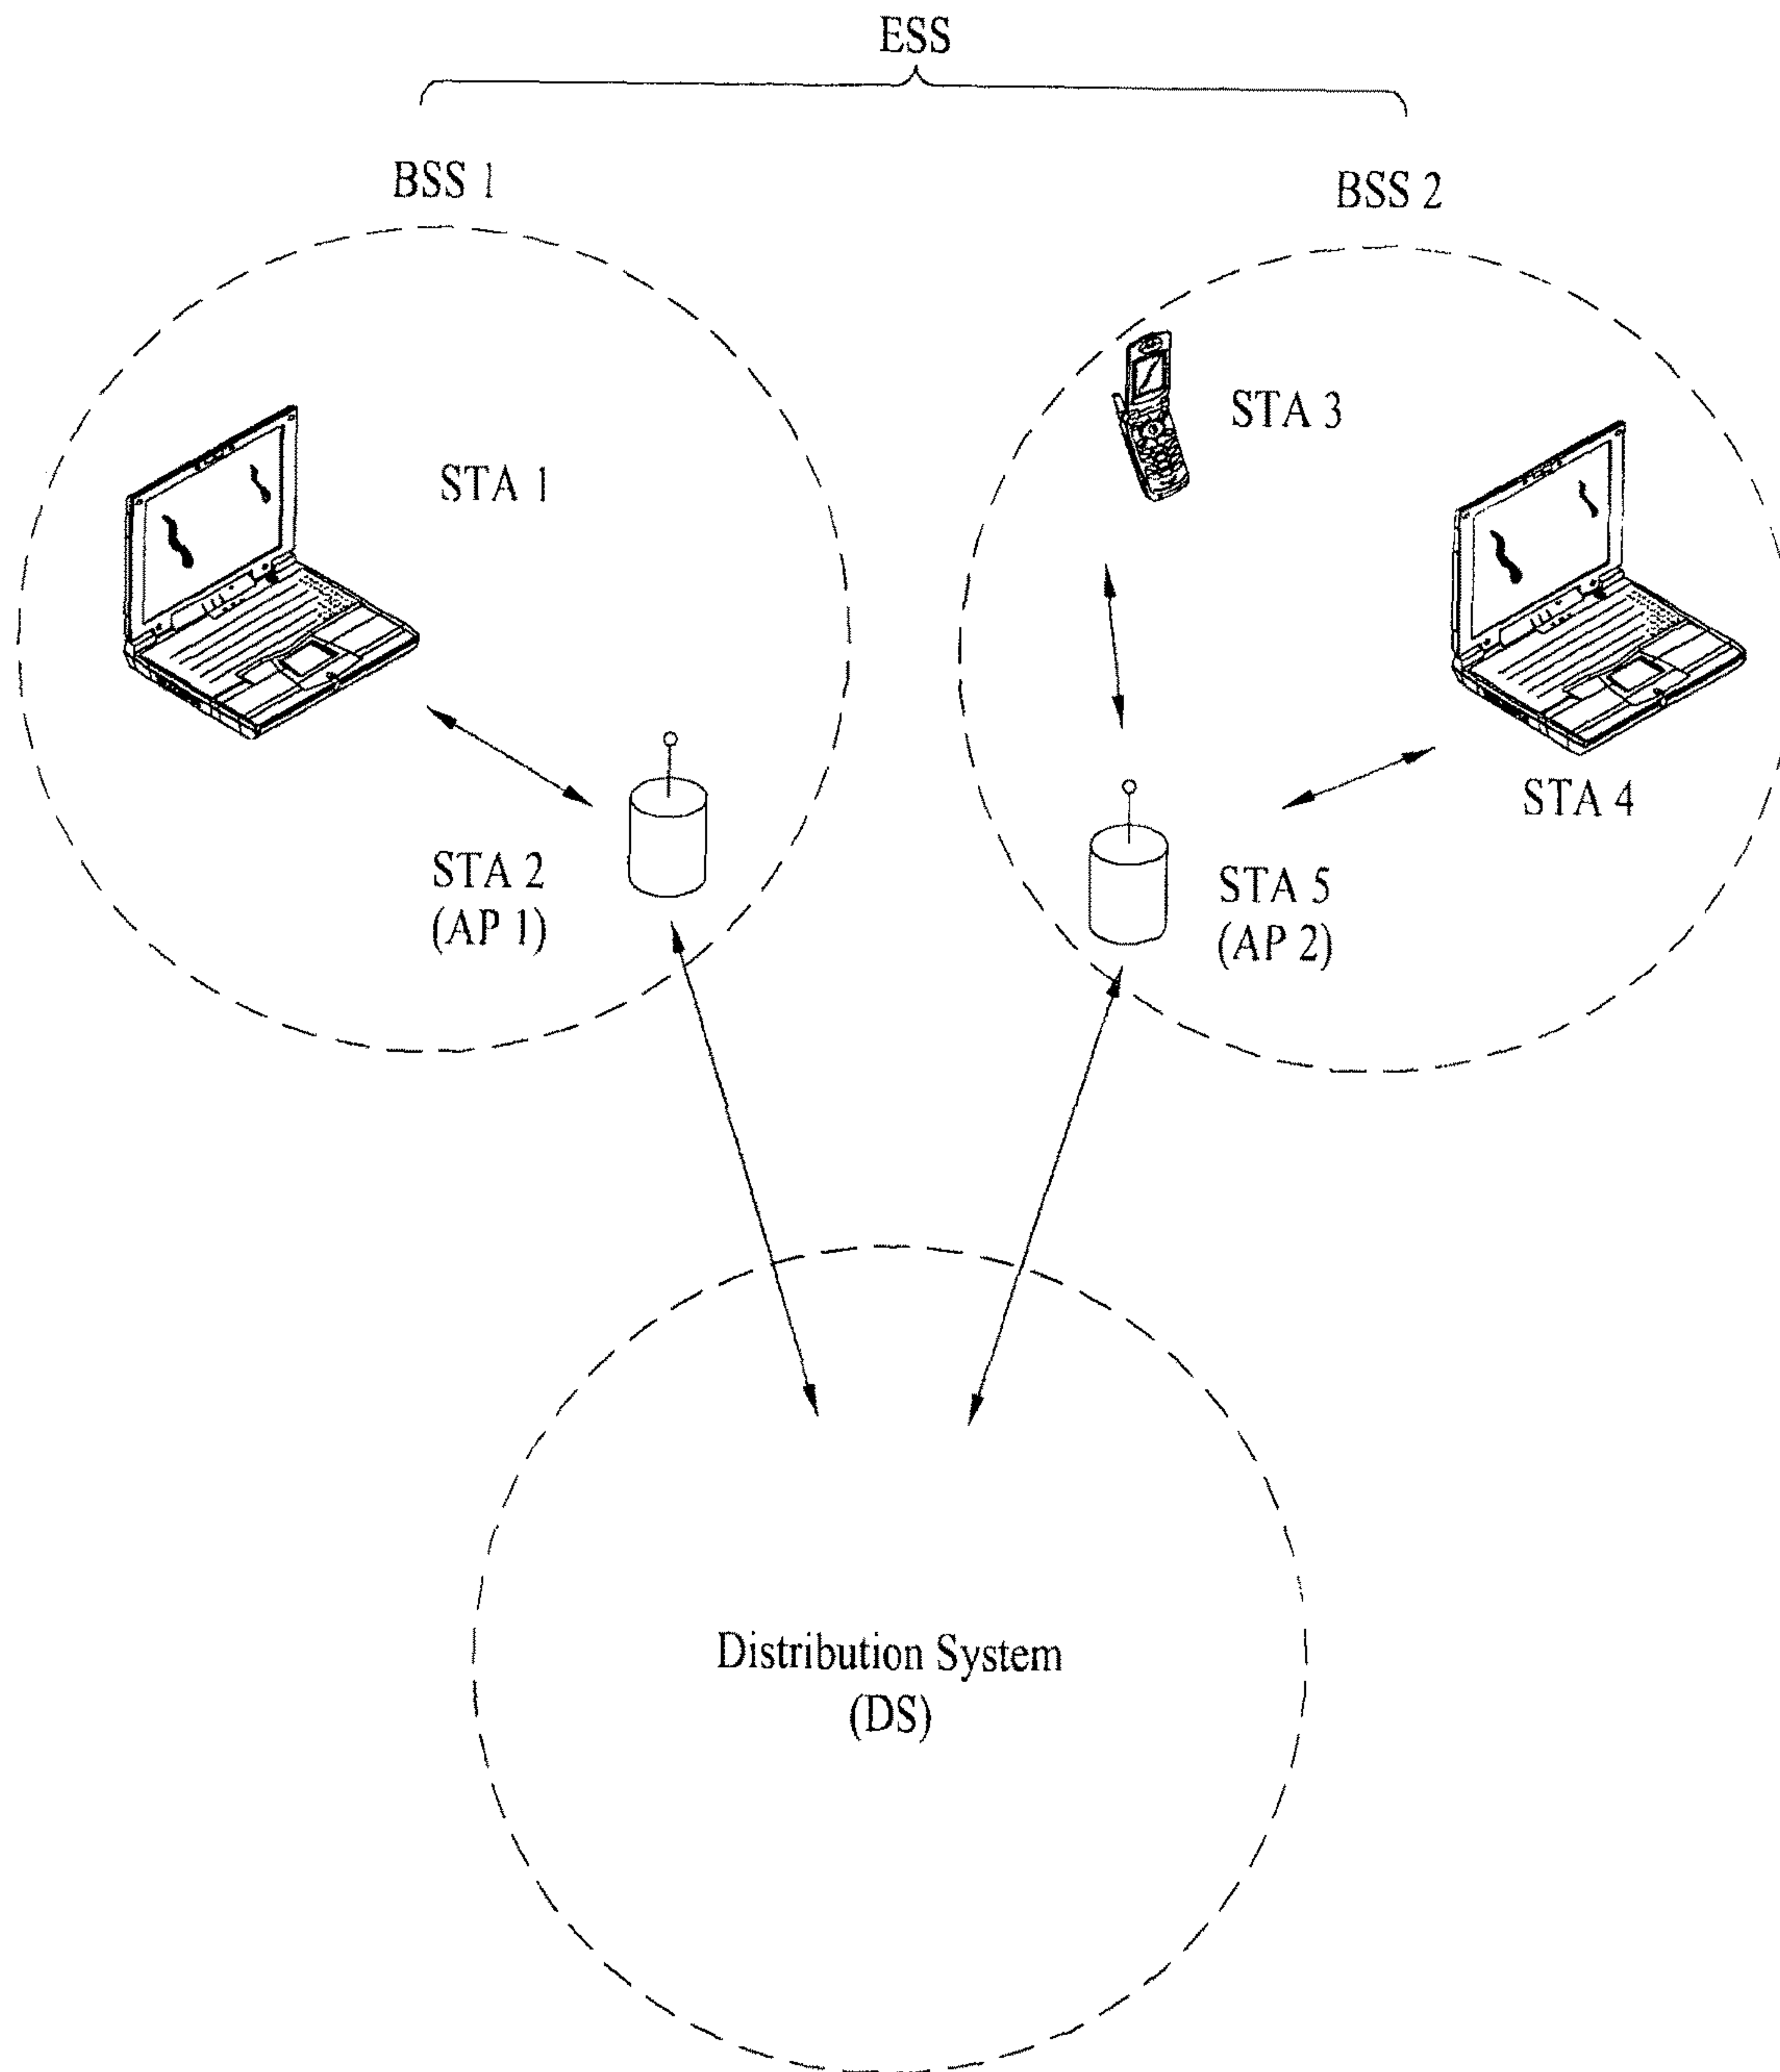 ESS
BSS 1
BSS 2
STA 1
STA 3
STA 4
STA 2
(AP 1)
STA 5
(AP 2)
Distribution System
(DS)